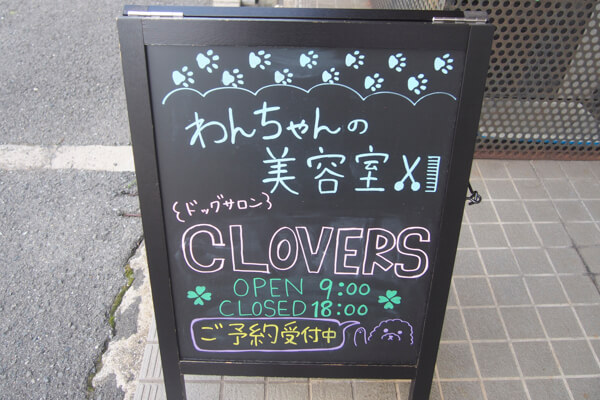 わんちゃんの
美容室
{ドッグサロン}
CLOVERS
OPEN 9:00
CLOSED 18:00
ご予約受付中